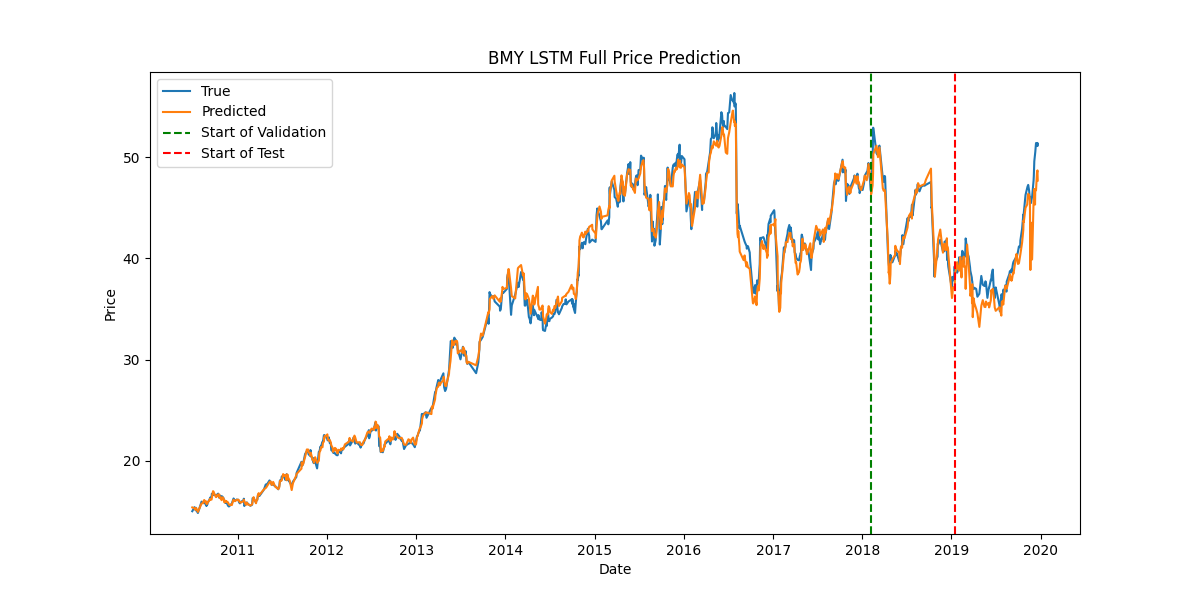 BMY LSTM Full Price Prediction
True
Predicted
Start of Validation
Start of Test
50
40
30
20
Price
2011 2012 2013 2014 2015 2016 2017 2018 2019 2020
Date